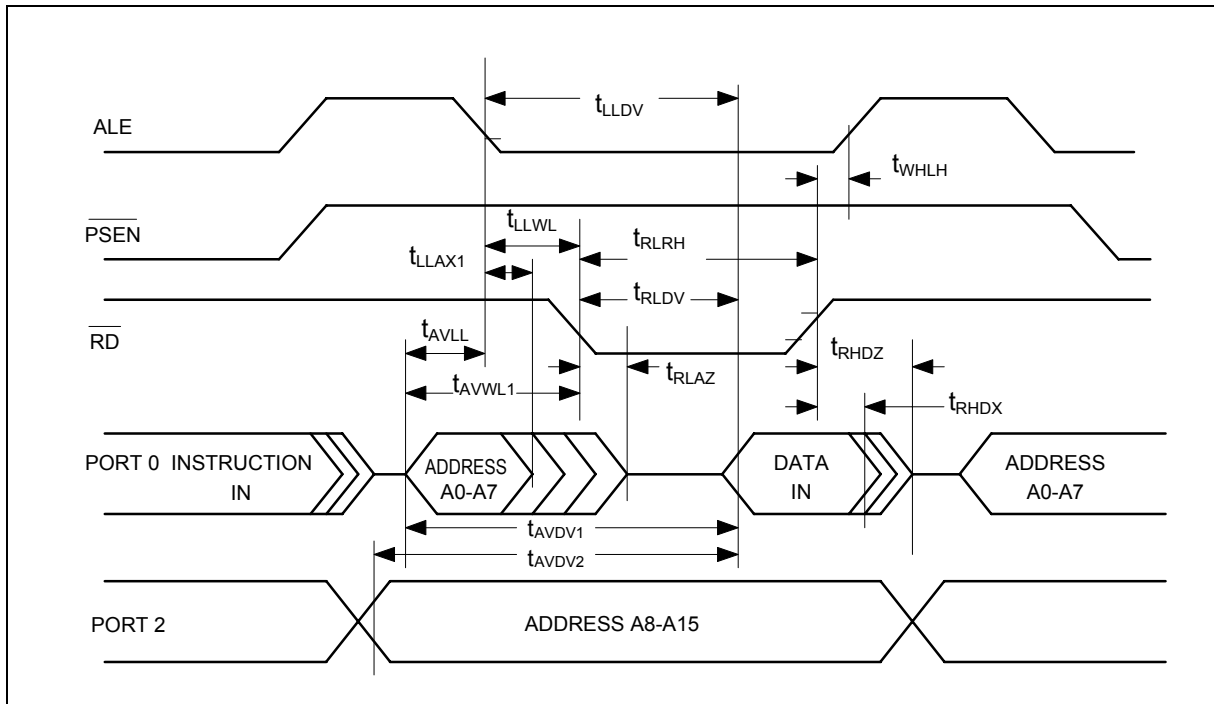 ALE
tLLDV
tWHLH
PSEN
tLLWL
tRLRH
tLLAX1
tRLDV
RD
tAVLL
tRHDZ
tRLAZ
tAVWL1
tRHDX
PORT 0 INSTRUCTION
IN
ADDRESS
A0-A7
DATA
IN
ADDRESS
A0-A7
tAVDV1
tAVDV2
PORT 2
ADDRESS A8-A15